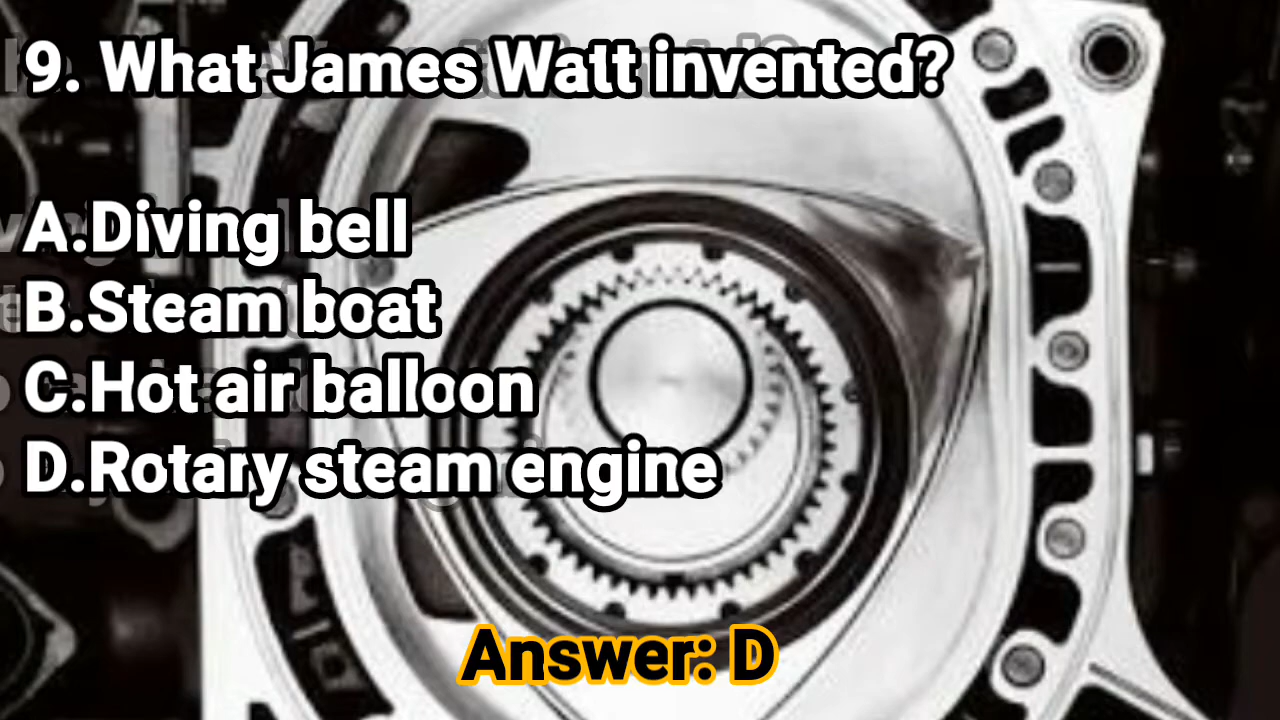 9. What James Watt invented?
A.Diving bell
B.Steam boat
C.Hot air balloon
D.Rotary steam engine
Answer: D